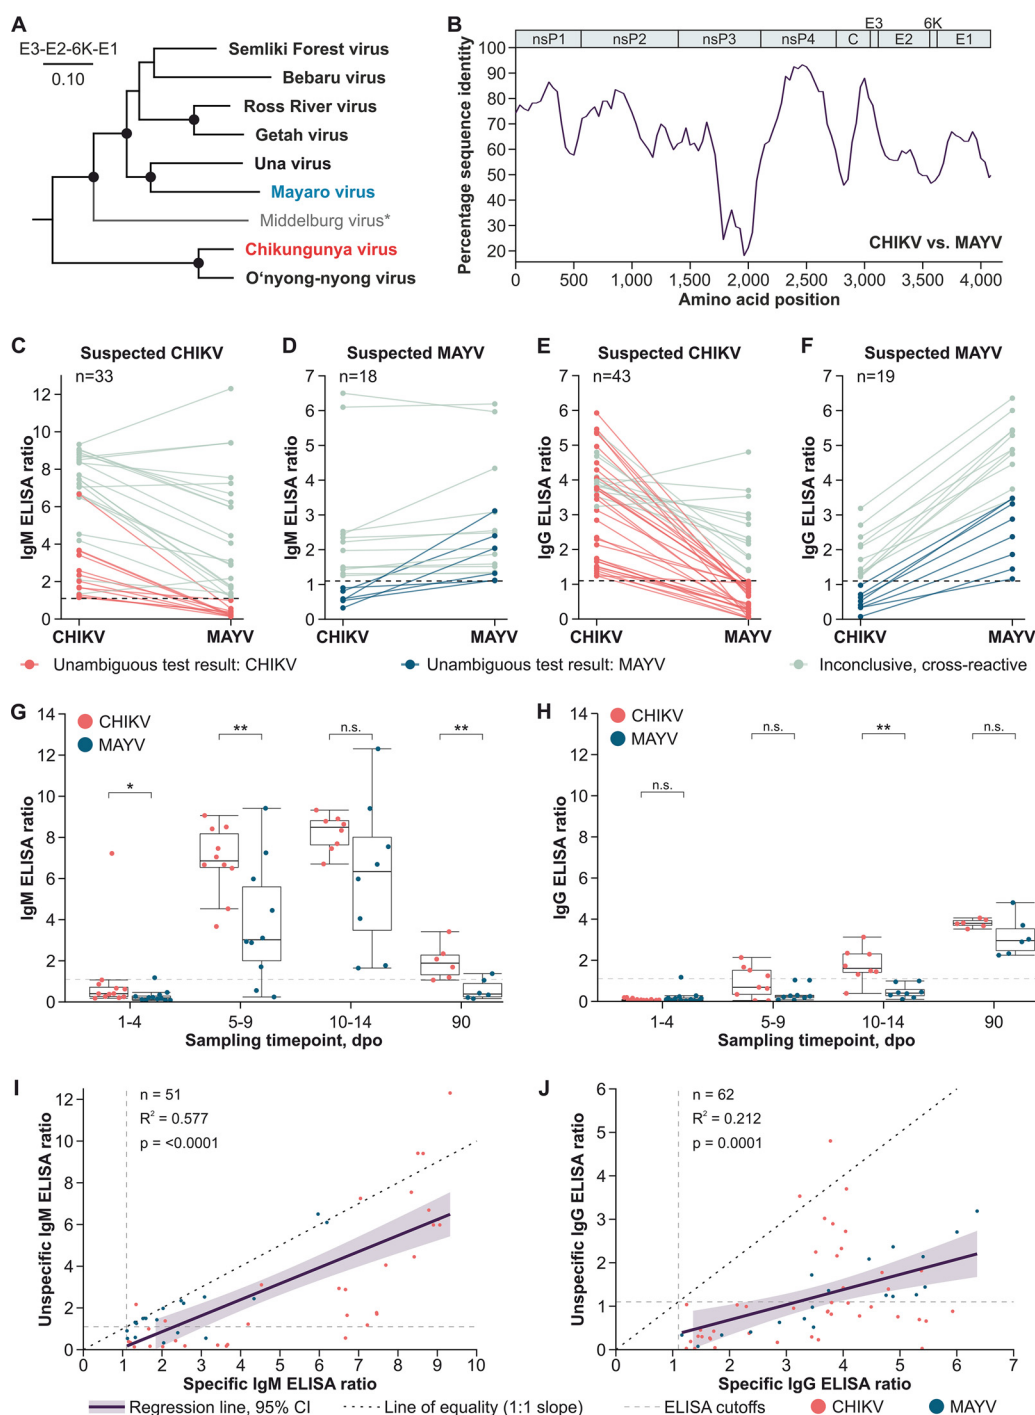 A
E3-E2-6K-E1
0.10
Semliki Forest virus
Bebaru virus
Ross River virus
Getah virus
Una virus
Mayaro virus
Middelburg virus*
Chikungunya virus
O‘nyong-nyong virus
B
E3 6K
nsP1 nsP2 nsP3 nsP4 C E2 E1
Percentage sequence identity
100
90
80
70
60
50
40
30
20
CHIKV vs. MAYV
0 500 1,000 1,500 2,000 2,500 3,000 3,500 4,000
Amino acid position
C
Suspected CHIKV
n=33
IgM ELISA ratio
12
10
8
6
4
2
0
CHIKV MAYV
D
Suspected MAYV
n=18
IgM ELISA ratio
7
6
5
4
3
2
1
0
CHIKV MAYV
E
Suspected CHIKV
n=43
IgG ELISA ratio
7
6
5
4
3
2
1
0
CHIKV MAYV
F
Suspected MAYV
n=19
IgG ELISA ratio
7
6
5
4
3
2
1
0
CHIKV MAYV
Unambiguous test result: CHIKV Unambiguous test result: MAYV Inconclusive, cross-reactive
G
CHIKV
MAYV
IgM ELISA ratio
14
12
10
8
6
4
2
0
*
**
n.s.
**
1-4 5-9 10-14 90
Sampling timepoint, dpo
H
CHIKV
MAYV
IgG ELISA ratio
14
12
10
8
6
4
2
0
n.s.
n.s.
**
n.s.
1-4 5-9 10-14 90
Sampling timepoint, dpo
I
n = 51
R² = 0.577
p = <0.0001
Unspecific IgM ELISA ratio
12
10
8
6
4
2
0
0 1 2 3 4 5 6 7 8 9 10
Specific IgM ELISA ratio
J
n = 62
R² = 0.212
p = 0.0001
Unspecific IgG ELISA ratio
6
5
4
3
2
1
0
0 1 2 3 4 5 6 7
Specific IgG ELISA ratio
Regression line, 95% CI Line of equality (1:1 slope) ELISA cutoffs CHIKV MAYV